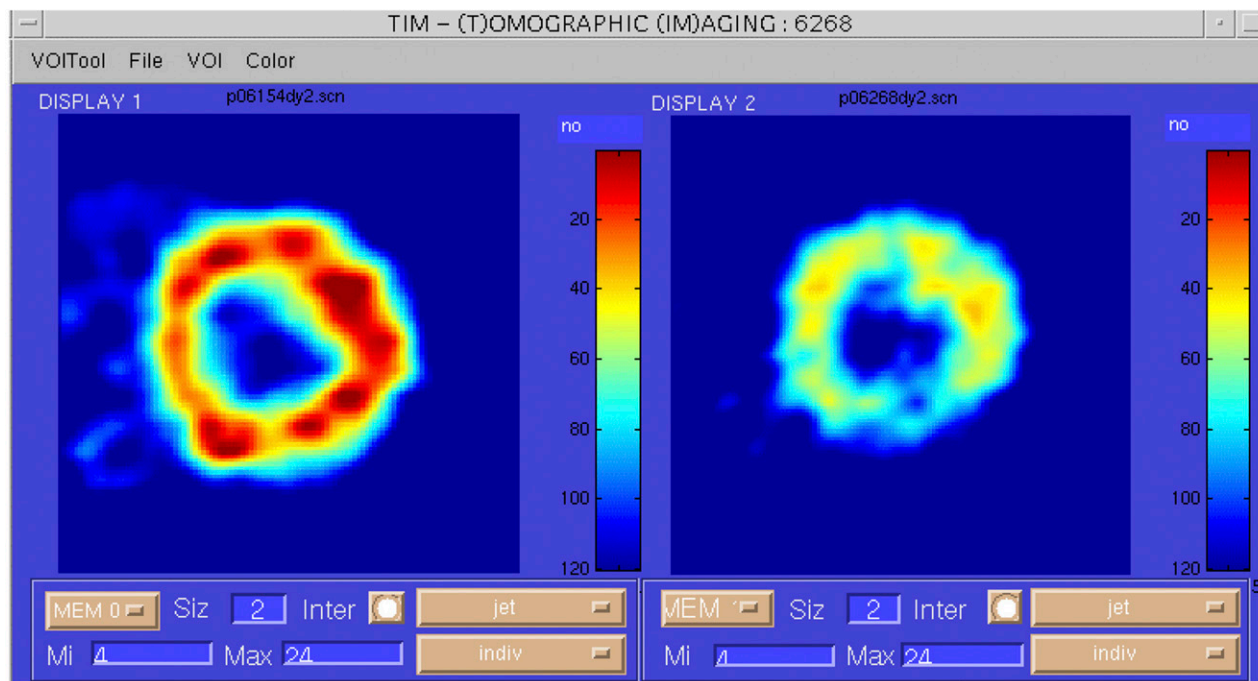 TIM – (T)OMOGRAPHIC (IM)AGING : 6268
VOITool File VOI Color
DISPLAY 1 p06154dy2.scn
no
20
40
60
80
100
120
MEM 0 Siz 2 Inter jet
Mi 4 Max 24 indiv
DISPLAY 2 p06268dy2.scn
no
20
40
60
80
100
120
MEM Siz 2 Inter jet
Mi 4 Max 24 indiv